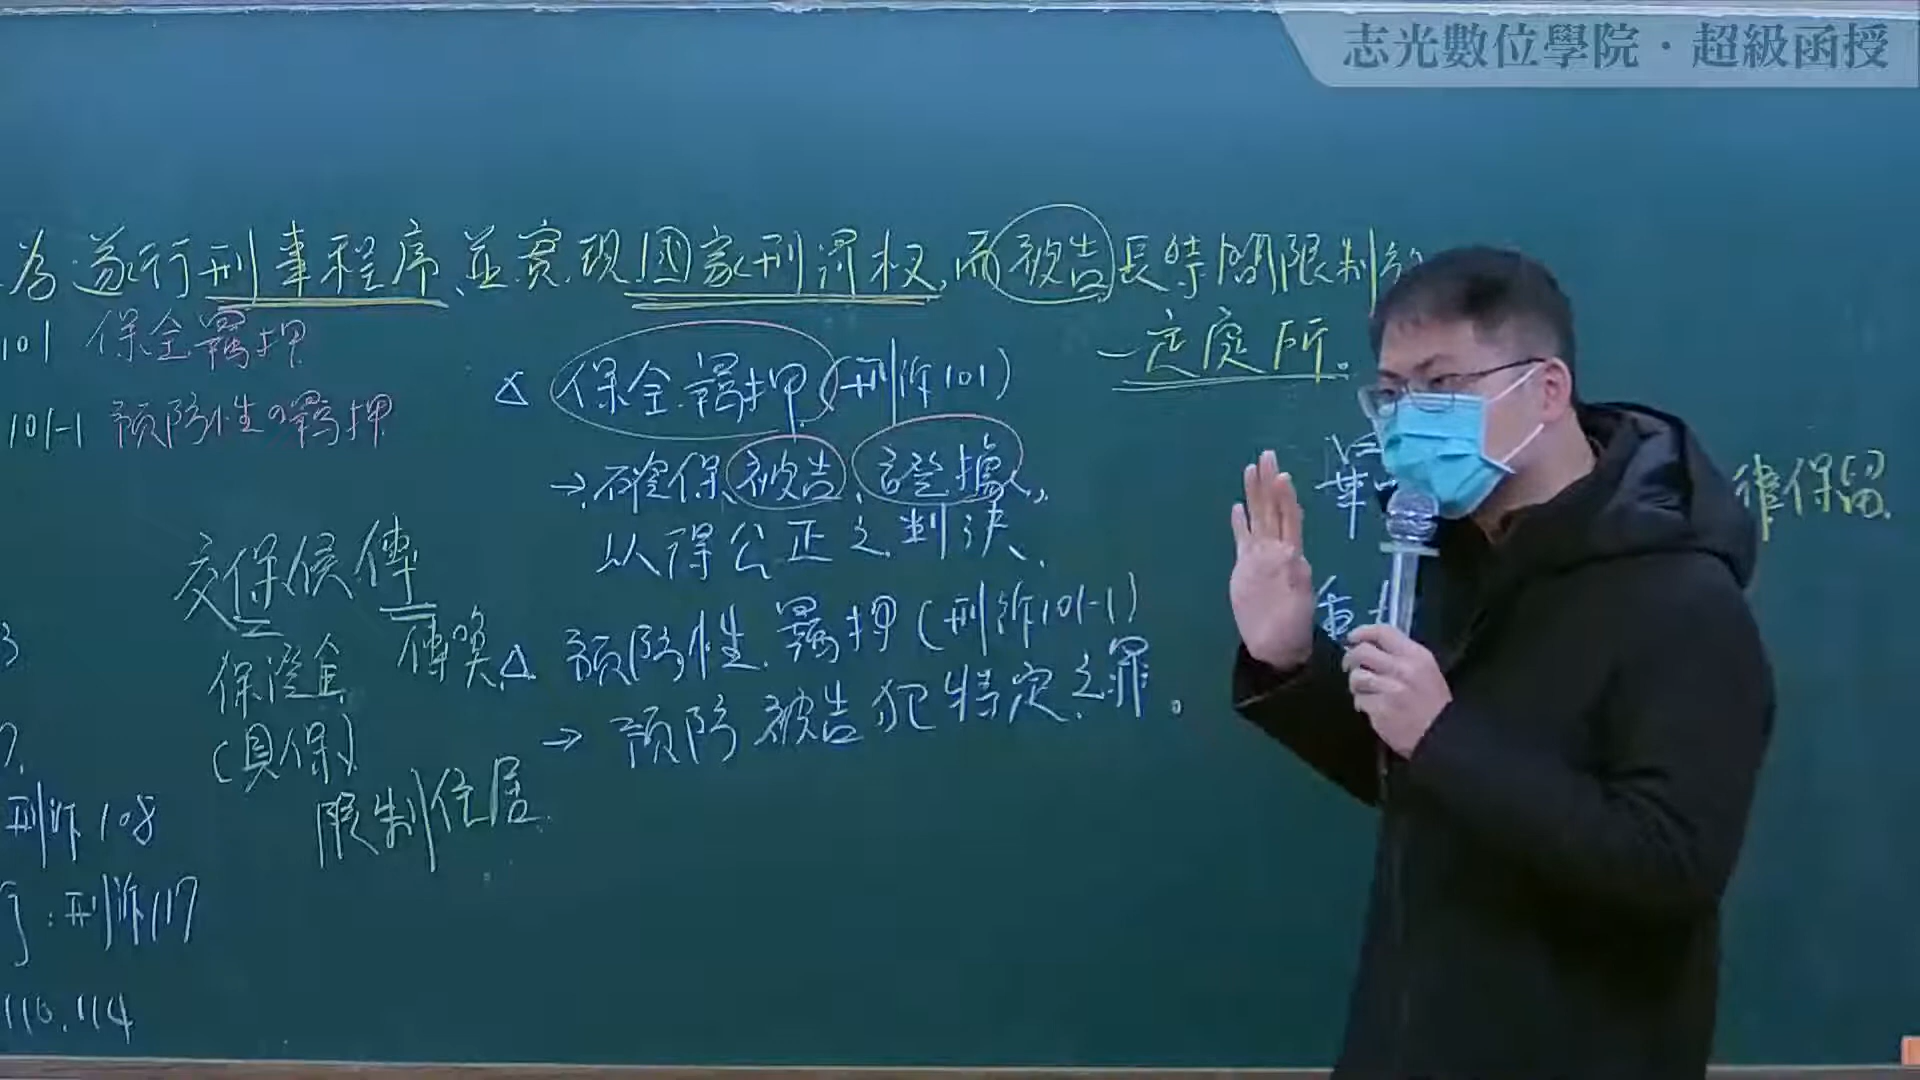 志光數位學院・超級函授
為遂行刑事程序、並實現國家刑罰权,而被告長時間限制於
一定處所。
101 保全羈押
101-1 預防性の羈押
△ 保全羈押(刑訴101)
→確保被告、證據,
以得公正之判決、
律保留
交保候傳
傳喚
保證金
(具保)
限制住居
△ 預防性羈押(刑訴101-1)
→ 預防被告犯特定之罪。
刑訴108
:刑訴117
110.114